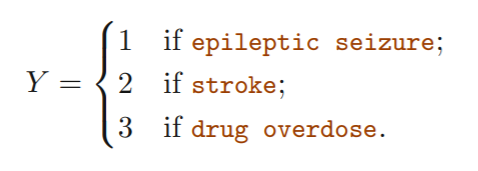 1 if epileptic seizure;
Y = 2 if stroke;
3 if drug overdose.